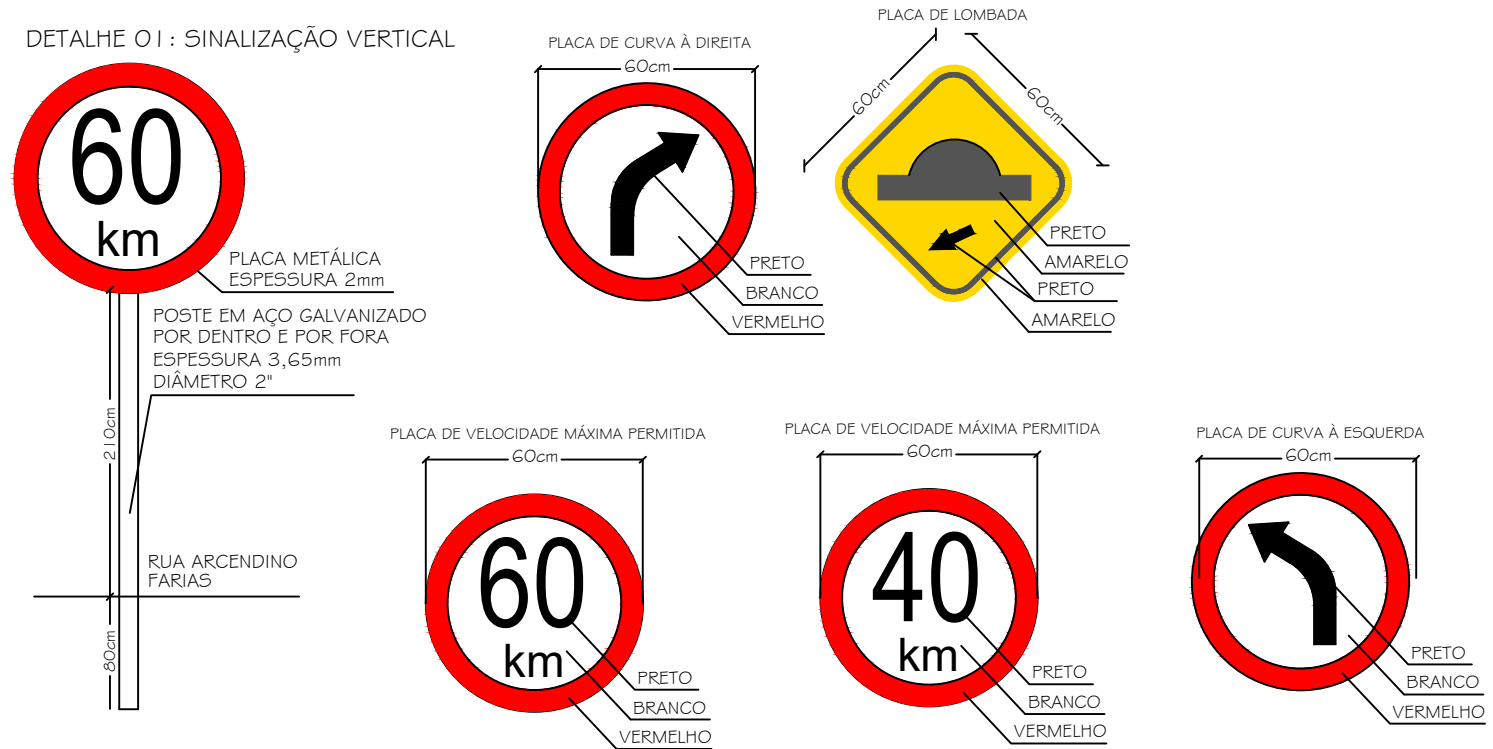 DETALHE 01: SINALIZAÇÃO VERTICAL
60
km
PLACA METÁLICA
ESPESSURA 2mm
POSTE EM AÇO GALVANIZADO
POR DENTRO E POR FORA
ESPESSURA 3,65mm
DIÂMETRO 2"
210cm
RUA ARCENDINO
FARIAS
80cm
PLACA DE CURVA À DIREITA
60cm
PRETO
BRANCO
VERMELHO
PLACA DE LOMBADA
60cm
60cm
PRETO
AMARELO
PRETO
AMARELO
PLACA DE VELOCIDADE MÁXIMA PERMITIDA
60cm
60
km
PRETO
BRANCO
VERMELHO
PLACA DE VELOCIDADE MÁXIMA PERMITIDA
60cm
40
km
PRETO
BRANCO
VERMELHO
PLACA DE CURVA À ESQUERDA
60cm
PRETO
BRANCO
VERMELHO